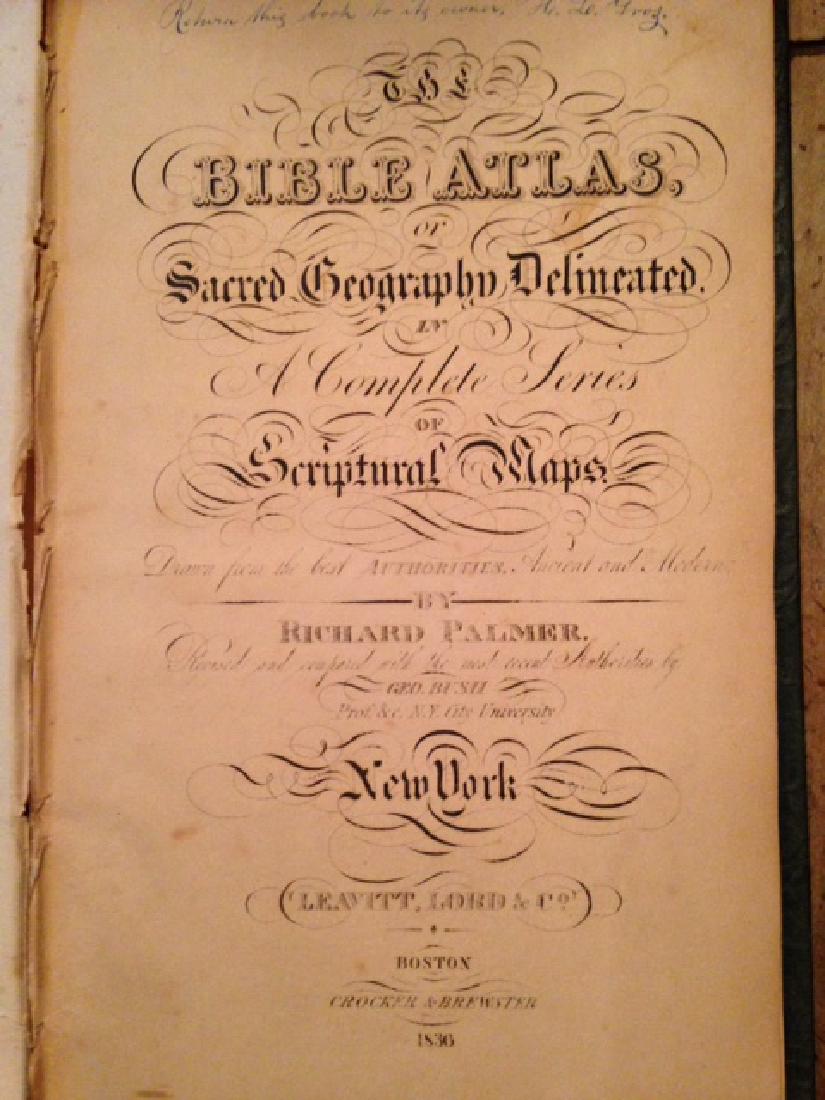 Return this book to its owner,
THE
BIBLE ATLAS,
or
Sacred Geography Delineated.
IN
A Complete Series
OF
Scriptural Maps.
Drawn from the best AUTHORITIES, Ancient and Modern,
BY
RICHARD PALMER.
Revised and compared with the most recent Authorities by
GEO. BUSH
Prof. &c. N.Y. City University
New York
LEAVITT, LORD & Co.
BOSTON
CROCKER & BREWSTER
1836